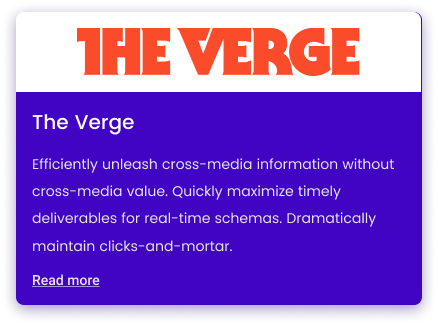 THE VERGE
The Verge
Efficiently unleash cross-media information without
cross-media value. Quickly maximize timely
deliverables for real-time schemas. Dramatically
maintain clicks-and-mortar.
Read more